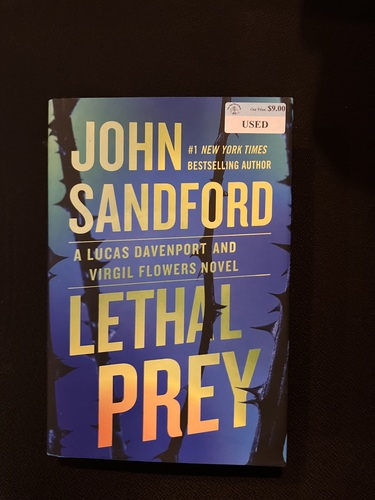 $9.00
USED
JOHN
#1 NEW YORK TIMES
BESTSELLING AUTHOR
SANDFORD
A LUCAS DAVENPORT AND
VIRGIL FLOWERS NOVEL
LETHAL
PREY